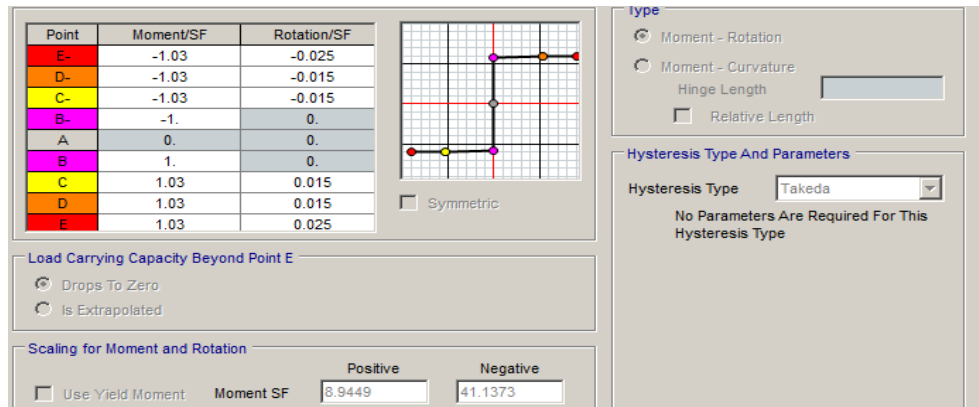 Point Moment/SF Rotation/SF
E- -1.03 -0.025
D- -1.03 -0.015
C- -1.03 -0.015
B- -1. 0.
A 0. 0.
B 1. 0.
C 1.03 0.015
D 1.03 0.015
E 1.03 0.025
Symmetric
Load Carrying Capacity Beyond Point E
Drops To Zero
Is Extrapolated
Scaling for Moment and Rotation
Positive Negative
Use Yield Moment Moment SF 8.9449 41.1373
Type
Moment - Rotation
Moment - Curvature
Hinge Length
Relative Length
Hysteresis Type And Parameters
Hysteresis Type Takeda
No Parameters Are Required For This
Hysteresis Type